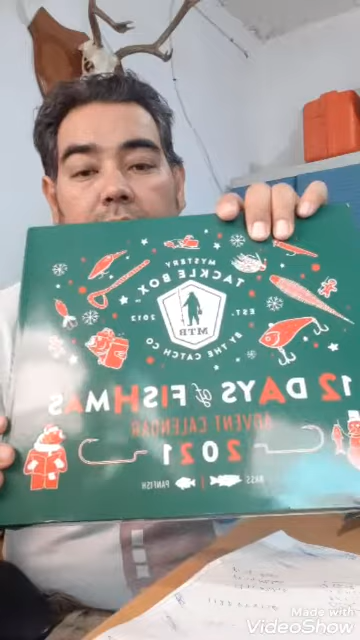 MYSTERY
TACKLE BOX
EST. 2012
MTB
BY THE CATCH CO
12 DAYS of FISHMAS
ADVENT CALENDAR
2021
BASS | PANFISH
Made with
VideoShow